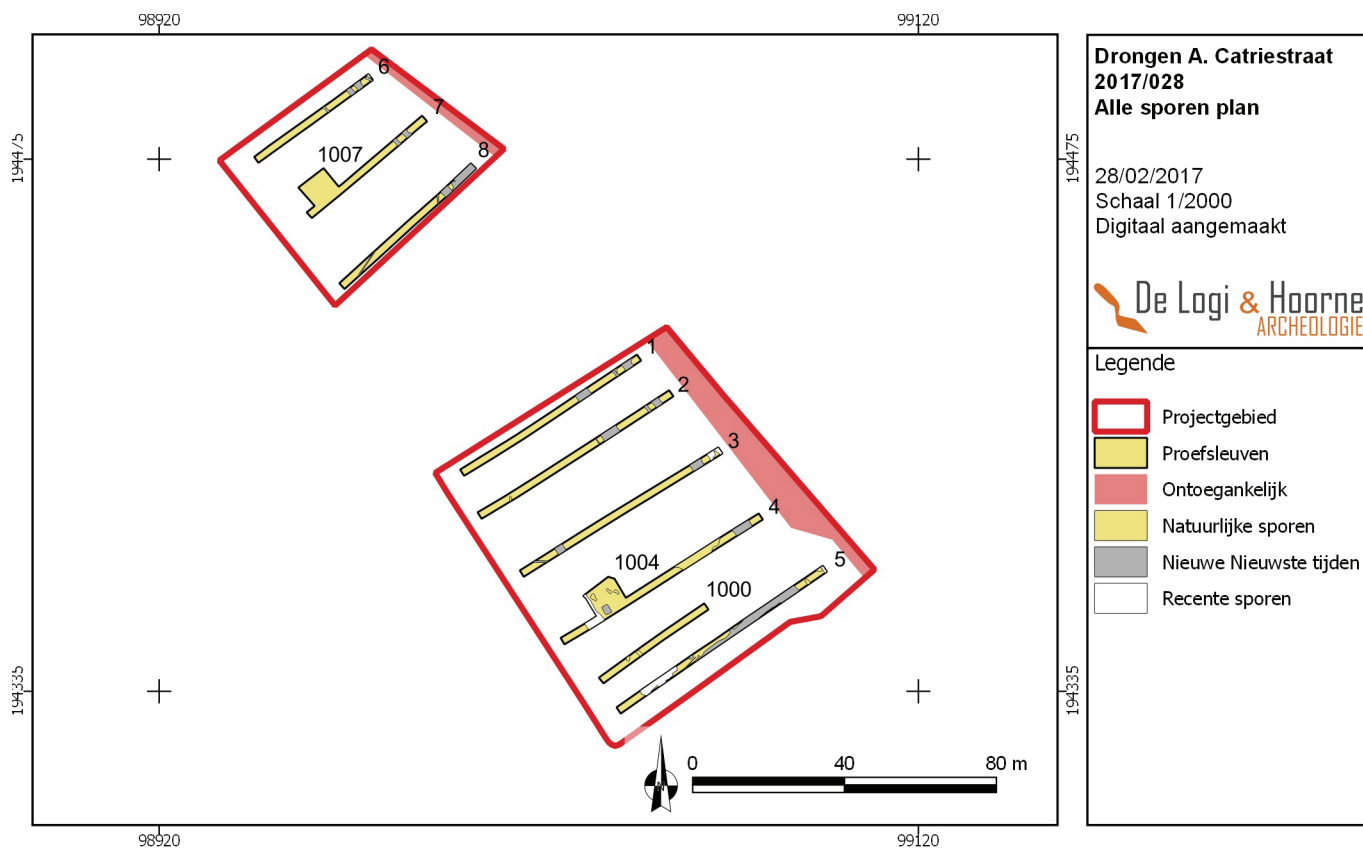 98920
99120
194475
194475
6
7
1007
8
1
2
3
4
1004
5
1000
194335
194335
N
0
40
80 m
98920
99120
Drongen A. Catriestraat
2017/028
Alle sporen plan
28/02/2017
Schaal 1/2000
Digitaal aangemaakt
De Logi & Hoorne
ARCHEOLOGIE
Legende
Projectgebied
Proefsleuven
Ontoegankelijk
Natuurlijke sporen
Nieuwe Nieuwste tijden
Recente sporen